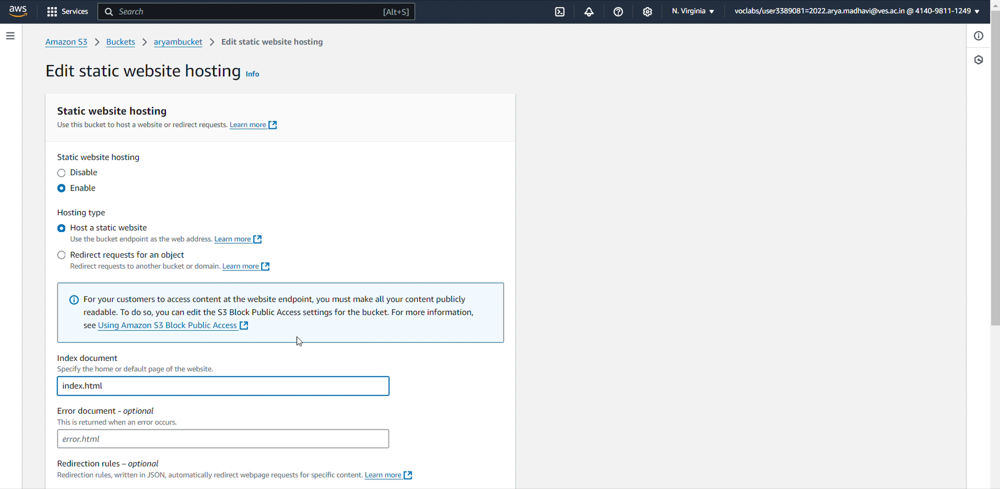 aws Services Search [Alt+S] N. Virginia voclabs/user3389081=2022.arya.madhavi@ves.ac.in @ 4140-9811-1249
Amazon S3 > Buckets > aryambucket > Edit static website hosting
Edit static website hosting Info
Static website hosting
Use this bucket to host a website or redirect requests. Learn more
Static website hosting
Disable
Enable
Hosting type
Host a static website
Use the bucket endpoint as the web address. Learn more
Redirect requests for an object
Redirect requests to another bucket or domain. Learn more
For your customers to access content at the website endpoint, you must make all your content publicly
readable. To do so, you can edit the S3 Block Public Access settings for the bucket. For more information,
see Using Amazon S3 Block Public Access
Index document
Specify the home or default page of the website.
index.html
Error document - optional
This is returned when an error occurs.
error.html
Redirection rules – optional
Redirection rules, written in JSON, automatically redirect webpage requests for specific content. Learn more